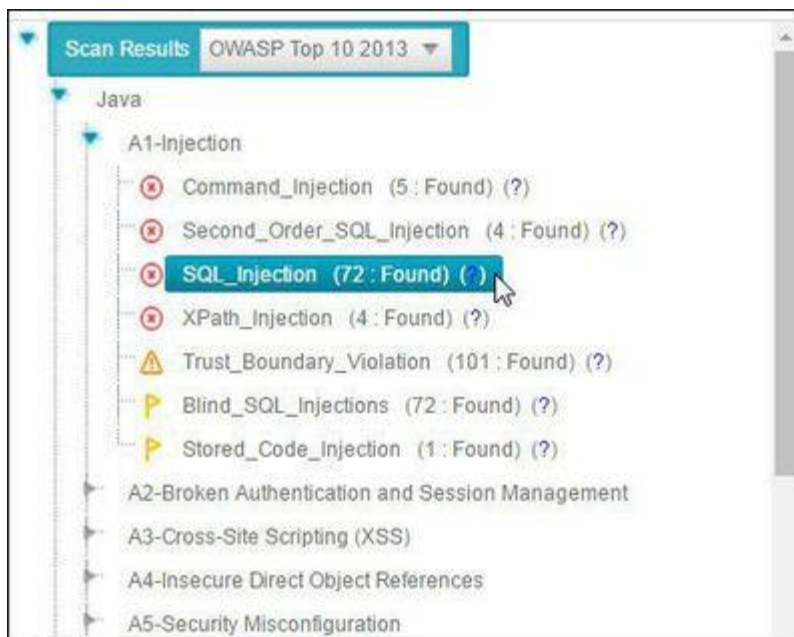 Scan Results OWASP Top 10 2013
Java
A1-Injection
Command_Injection (5 : Found) (?)
Second_Order_SQL_Injection (4 : Found) (?)
SQL_Injection (72 : Found) (?)
XPath_Injection (4 : Found) (?)
Trust_Boundary_Violation (101 : Found) (?)
Blind_SQL_Injections (72 : Found) (?)
Stored_Code_Injection (1 : Found) (?)
A2-Broken Authentication and Session Management
A3-Cross-Site Scripting (XSS)
A4-Insecure Direct Object References
A5-Security Misconfiguration